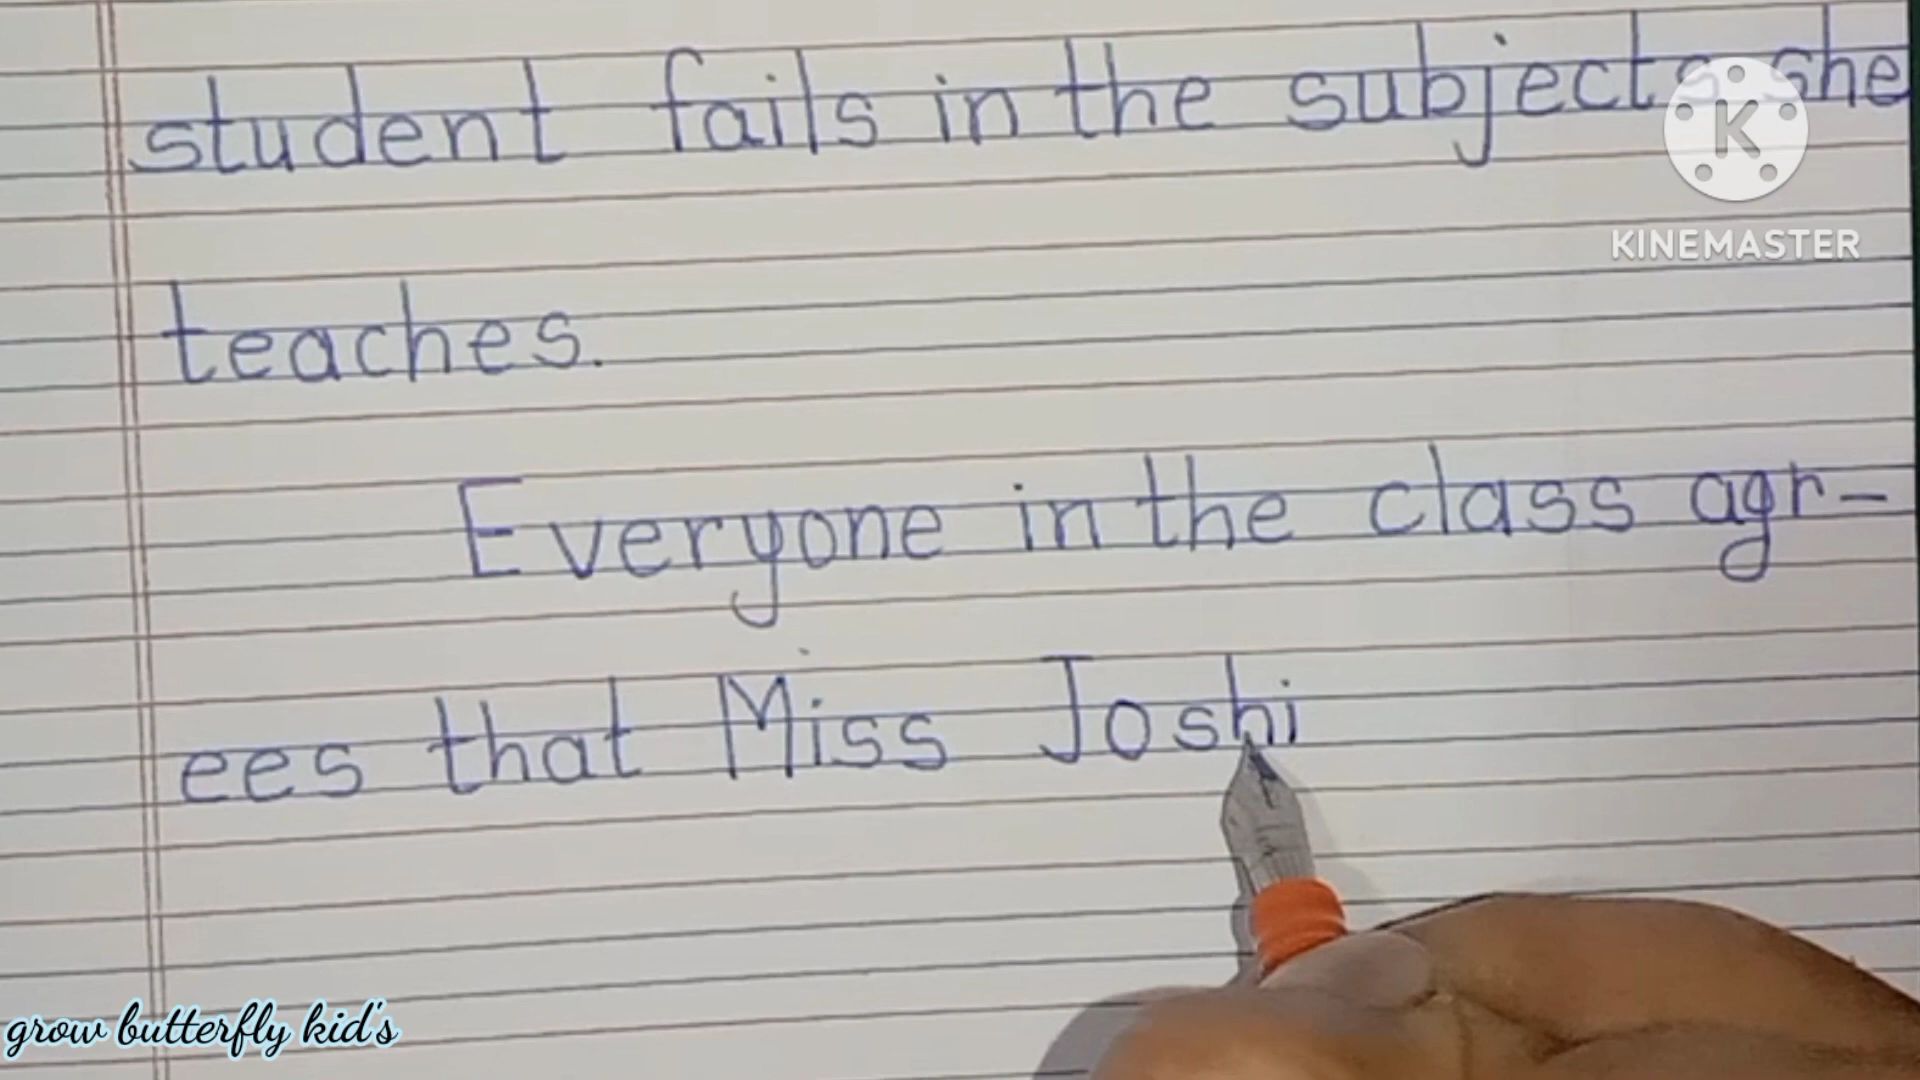 student fails in the subjects she
K
KINEMASTER
teaches.
Everyone in the class agr-
ees that Miss Joshi
grow butterfly kid's